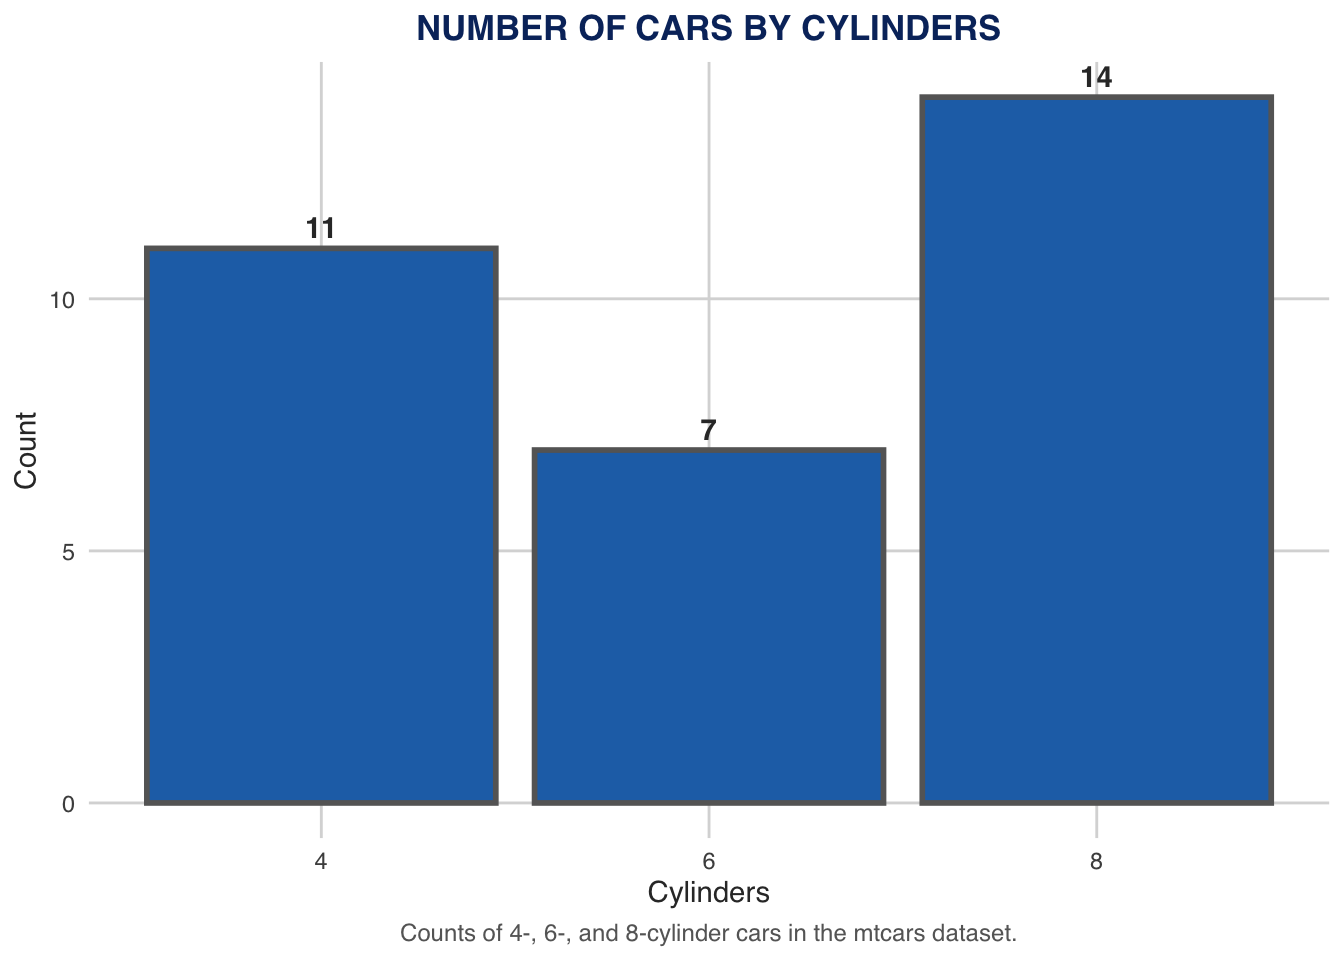 NUMBER OF CARS BY CYLINDERS
14
11
10
7
Count
5
0
4 6 8
Cylinders
Counts of 4-, 6-, and 8-cylinder cars in the mtcars dataset.